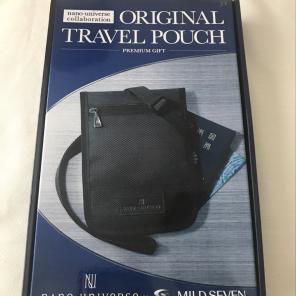 nano·universe
collaboration
ORIGINAL
TRAVEL POUCH
PREMIUM GIFT
NANO·UNIVERSE
MILD SEVEN